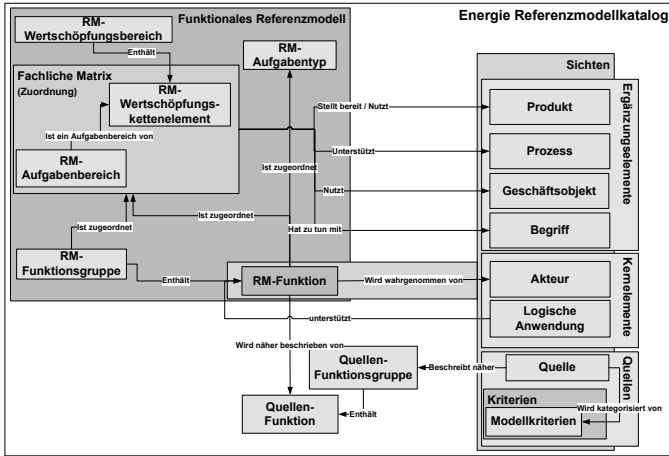 Energie Referenzmodellkatalog
Funktionales Referenzmodell
RM-
Wertschöpfungsbereich
Enthält
RM-
Aufgabentyp
Fachliche Matrix
(Zuordnung)
RM-
Wertschöpfungs-
kettenelement
Ist ein Aufgabenbereich von
RM-
Aufgabenbereich
Ist zugeordnet
Ist zugeordnet
Ist zugeordnet
RM-
Funktionsgruppe
Enthält
RM-Funktion
Wird wahrgenommen von
unterstützt
Stellt bereit / Nutzt
Unterstützt
Nutzt
Hat zu tun mit
Sichten
Ergänzungselemente
Produkt
Prozess
Geschäftsobjekt
Begriff
Kernelemente
Akteur
Logische
Anwendung
Wird näher beschrieben von
Quellen-
Funktionsgruppe
Beschreibt näher
Enthält
Quellen-
Funktion
Quellen
Quelle
Kriterien
Wird kategorisiert von
Modellkriterien